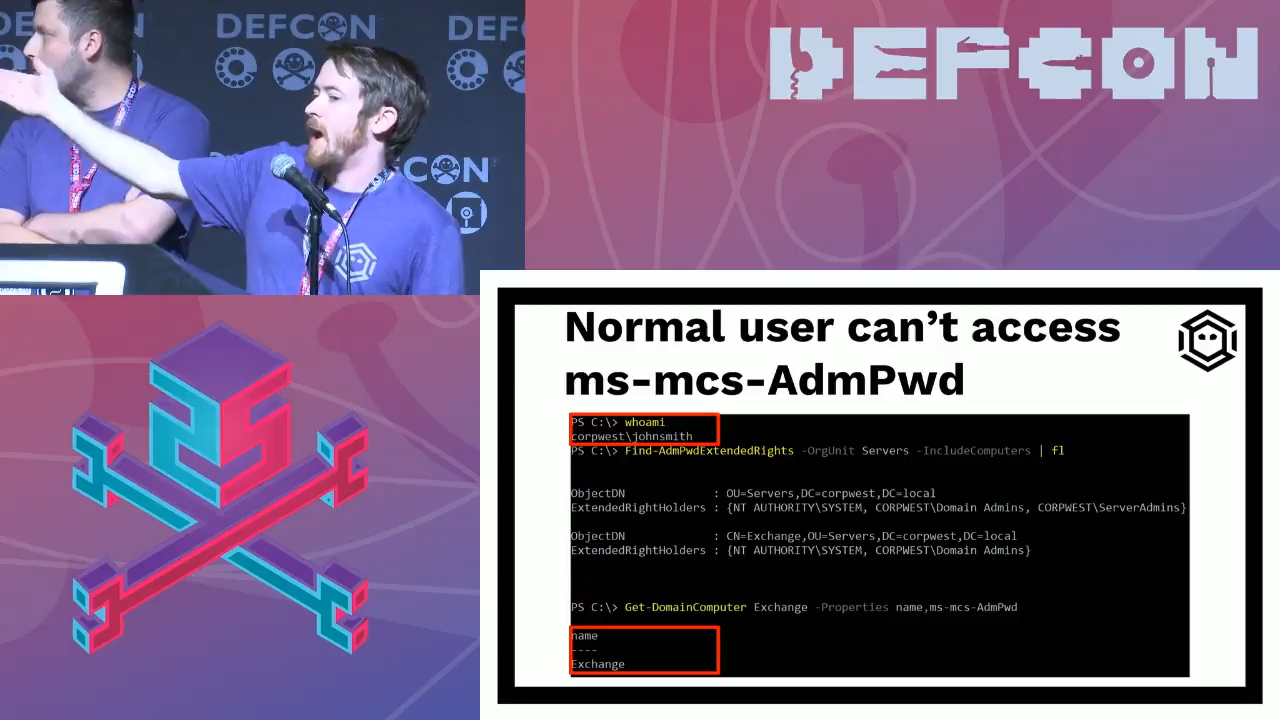 DEFCON
DEFCON
DEFC
DEFCON
DEFCON
Normal user can't access
ms-mcs-AdmPwd
PS C:\> whoami
corpwest\johnsmith
PS C:\> Find-AdmPwdExtendedRights -OrgUnit Servers -IncludeComputers | fl
ObjectDN : OU=Servers,DC=corpwest,DC=local
ExtendedRightHolders : {NT AUTHORITY\SYSTEM, CORPWEST\Domain Admins, CORPWEST\ServerAdmins}
ObjectDN : CN=Exchange,OU=Servers,DC=corpwest,DC=local
ExtendedRightHolders : {NT AUTHORITY\SYSTEM, CORPWEST\Domain Admins}
PS C:\> Get-DomainComputer Exchange -Properties name,ms-mcs-AdmPwd
name
----
Exchange